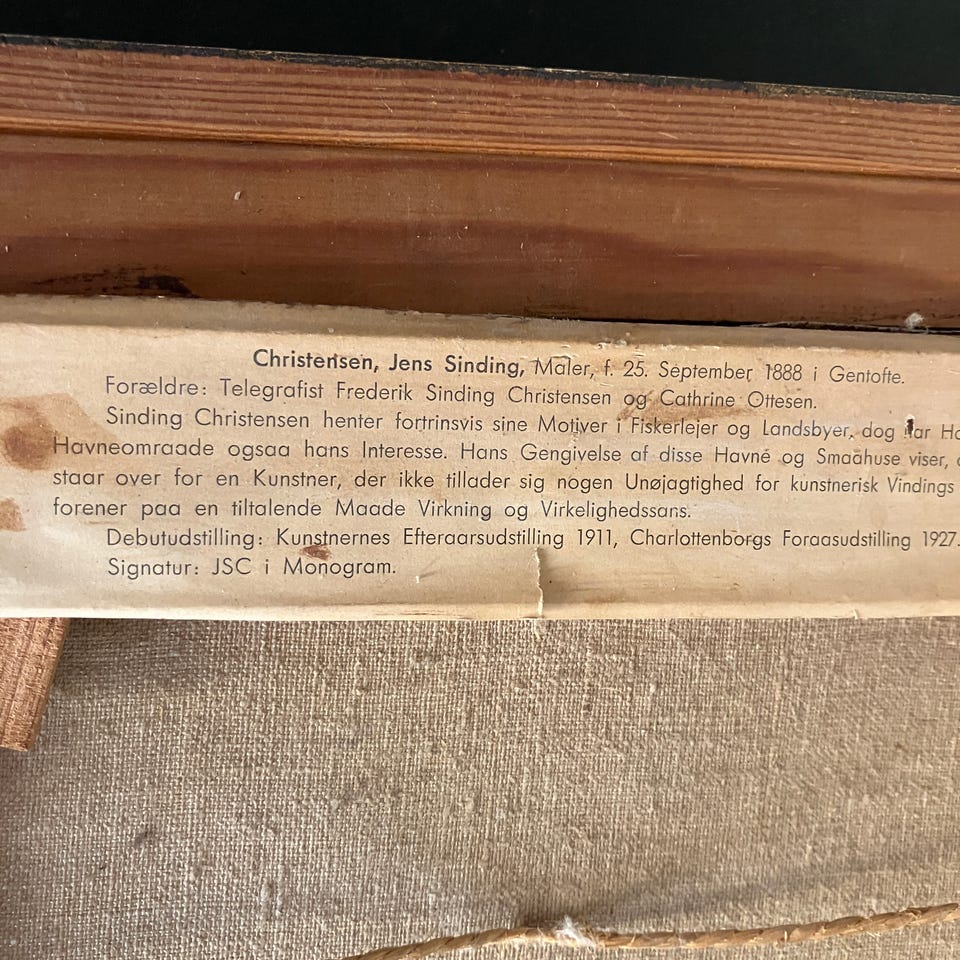 Christensen, Jens Sinding, Maler, f. 25. September 1888 i Gentofte.
Forældre: Telegrafist Frederik Sinding Christensen og Cathrine Ottesen.
Sinding Christensen henter fortrinsvis sine Motiver i Fiskerlejer og Landsbyer, dog har
Havneomraade ogsaa hans Interesse. Hans Gengivelse af disse Havne og Smaahuse viser,
staar over for en Kunstner, der ikke tillader sig nogen Unøjagtighed for kunstnerisk Vindings
forener paa en tiltalende Maade Virkning og Virkelighedssans.
Debutudstilling: Kunstnernes Efteraarsudstilling 1911, Charlottenborgs Foraasudstilling 1927.
Signatur: JSC i Monogram.